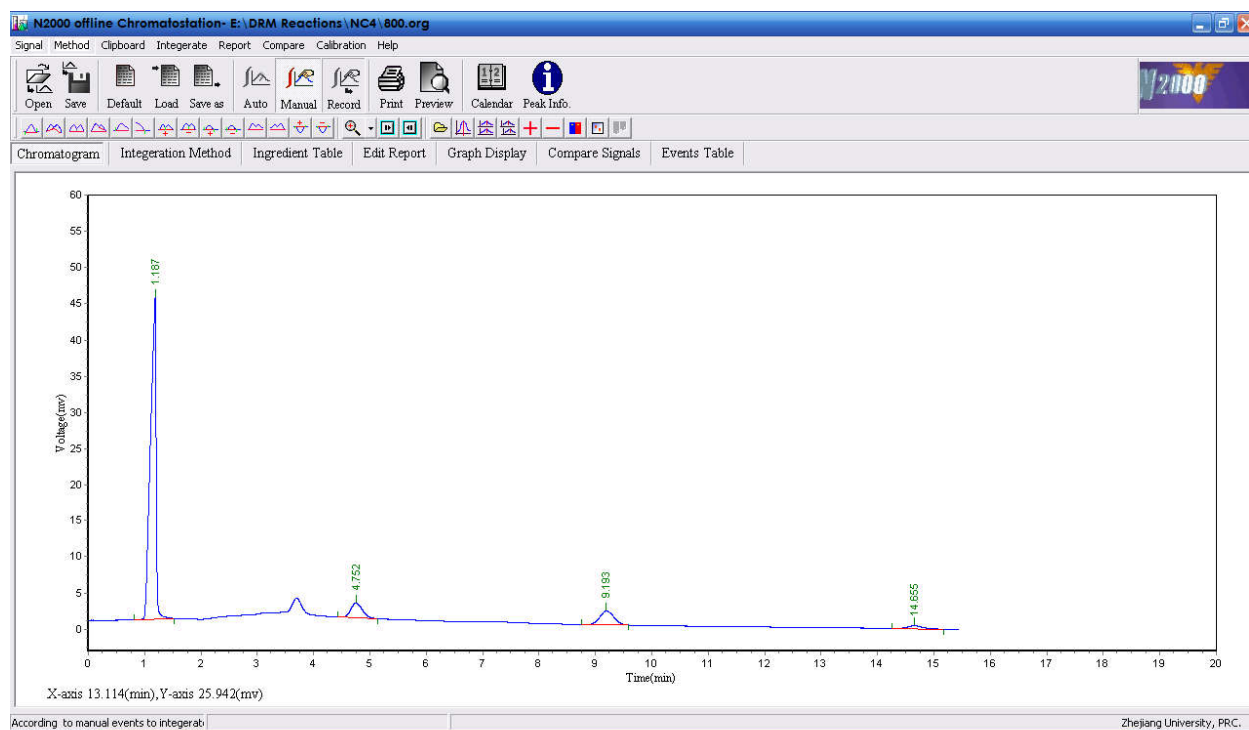 N2000 offline Chromatostation- E:\DRM Reactions\NC4\800.org
Signal Method Clipboard Integerate Report Compare Calibration Help
Open Save Default Load Save as Auto Manual Record Print Preview Calendar Peak Info.
Chromatogram Integeration Method Ingredient Table Edit Report Graph Display Compare Signals Events Table
60
55
50
45
40
35
30
25
20
15
10
5
0
Voltage(mv)
1.187
4.752
9.193
14.655
0 1 2 3 4 5 6 7 8 9 10 11 12 13 14 15 16 17 18 19 20
Time(min)
X-axis 13.114(min),Y-axis 25.942(mv)
According to manual events to integerat
Zhejiang University, PRC.